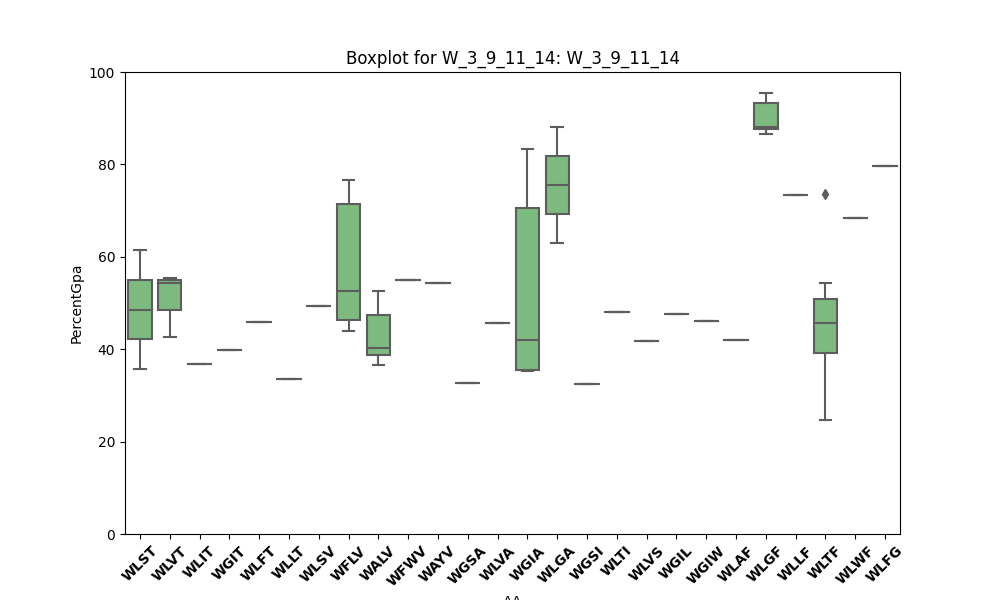 Boxplot for W_3_9_11_14: W_3_9_11_14
PercentGpa
100
80
60
40
20
0
WLST WLVT WLIT WGIT WLFT WLLT WLSV WFLV WALV WFWV WAYV WGSA WLVA WGIA WLGA WGSI WLTI WLVS WGIL WGIW WLAF WLGF WLLF WLTF WLWF WLFG